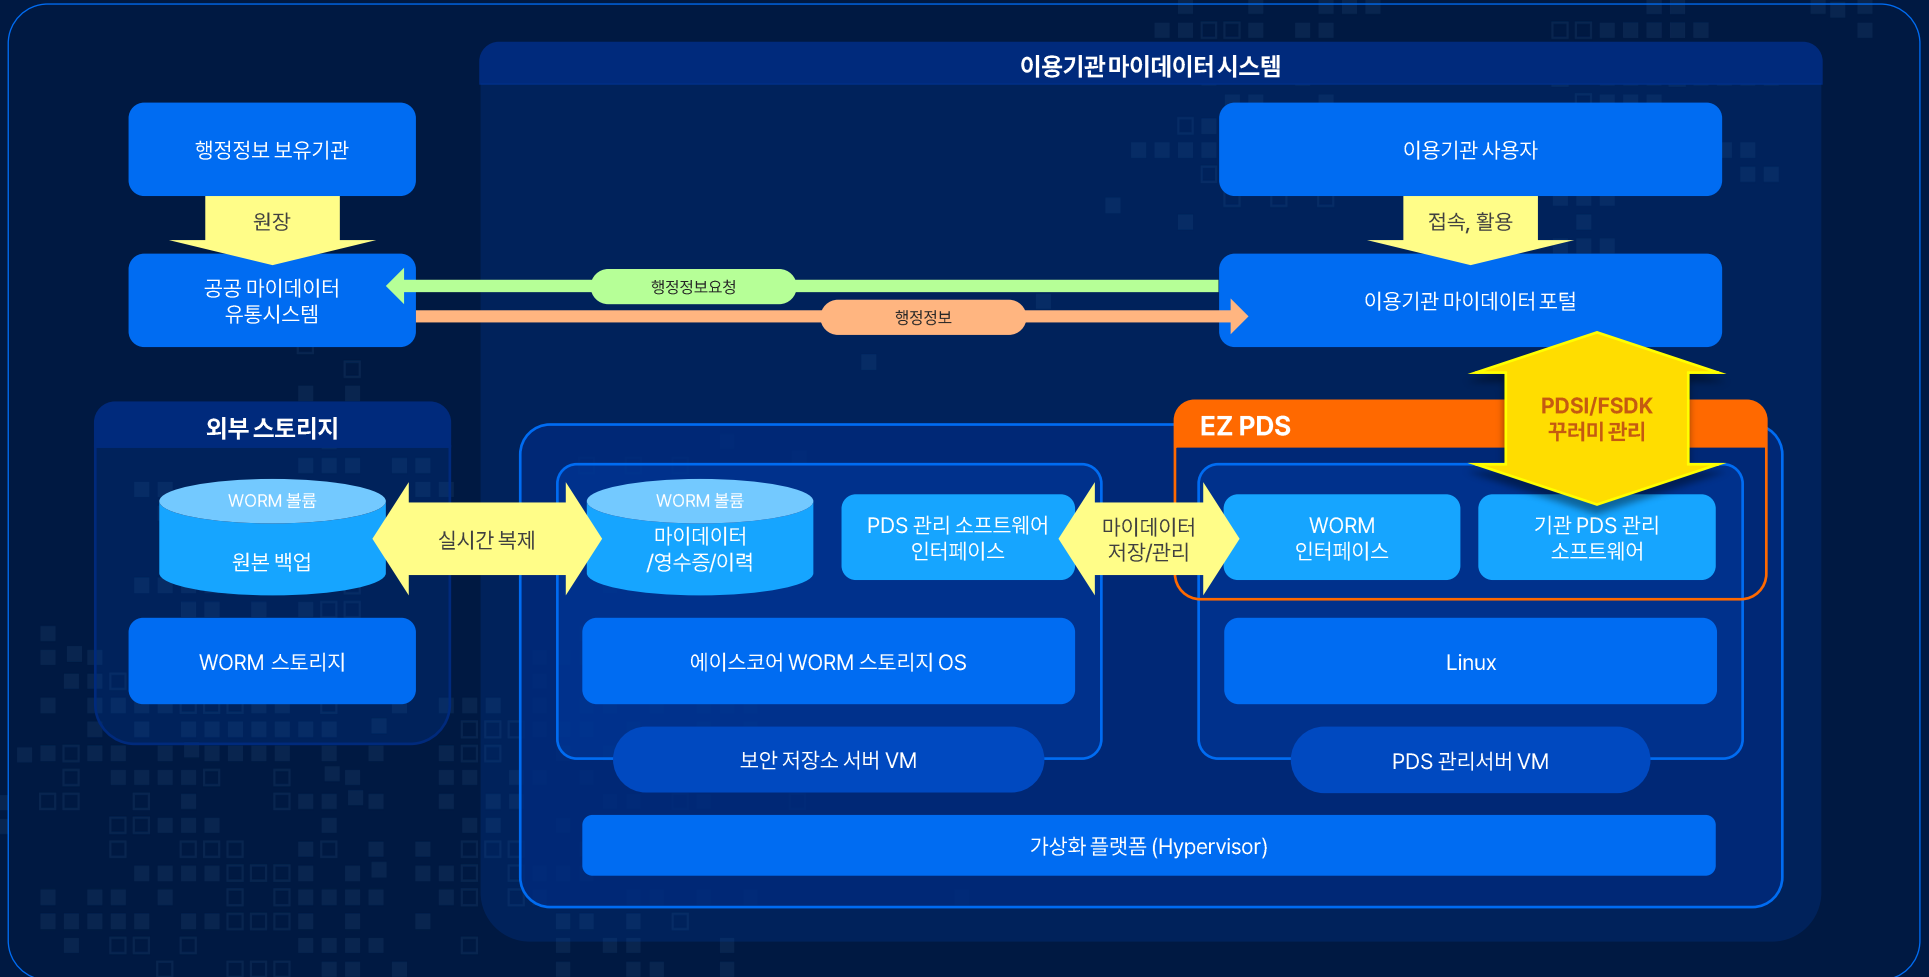 이용기관 마이데이터 시스템
행정정보 보유기관
이용기관 사용자
원장
접속, 활용
공공 마이데이터
유통시스템
행정정보요청
행정정보
이용기관 마이데이터 포털
PDSI/FSDK
꾸러미 관리
외부 스토리지
EZ PDS
WORM 볼륨
원본 백업
실시간 복제
WORM 볼륨
마이데이터
/영수증/이력
PDS 관리 소프트웨어
인터페이스
마이데이터
저장/관리
WORM
인터페이스
기관 PDS 관리
소프트웨어
WORM 스토리지
에이스코어 WORM 스토리지 OS
Linux
보안 저장소 서버 VM
PDS 관리서버 VM
가상화 플랫폼 (Hypervisor)